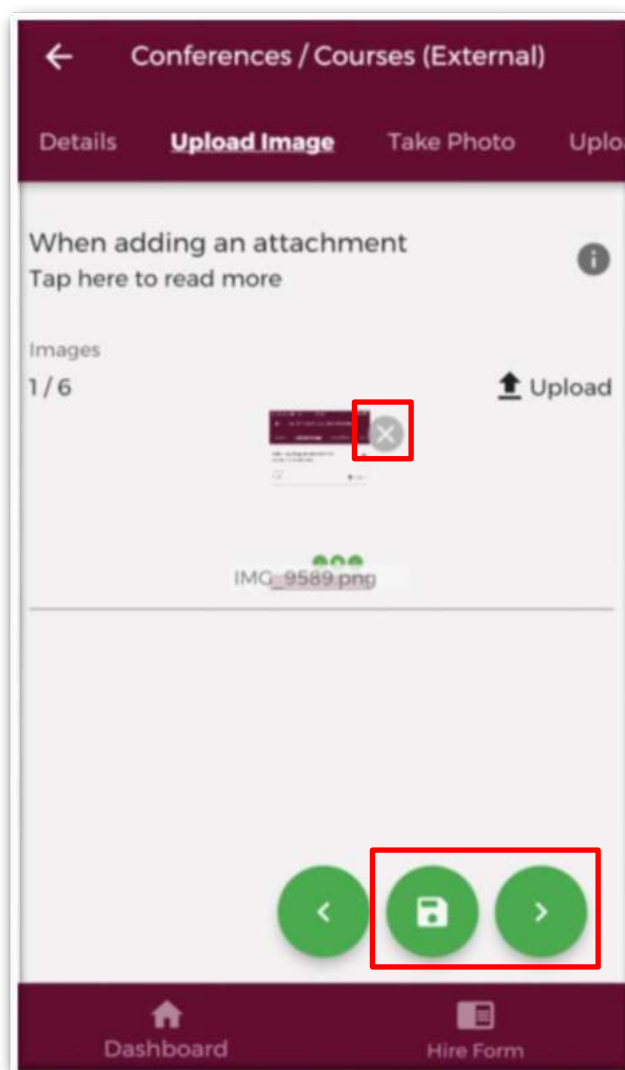 Conferences / Courses (External)
Details Upload Image Take Photo Uplo
When adding an attachment
Tap here to read more
Images
1 / 6
Upload
IMG_9589.png
Dashboard Hire Form